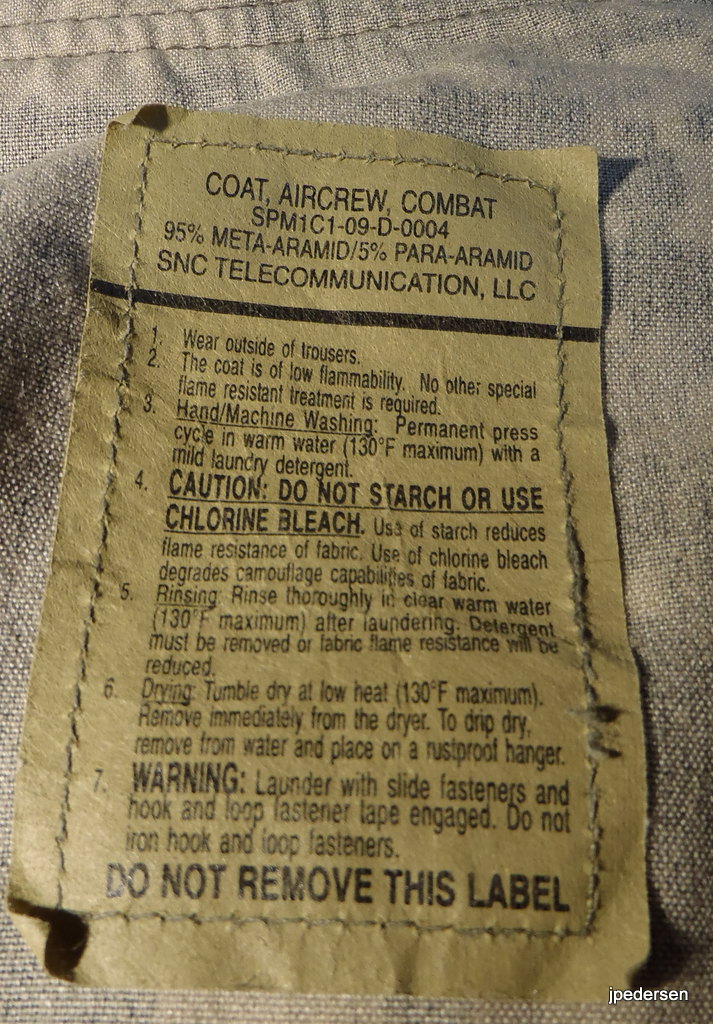 COAT, AIRCREW, COMBAT
SPM1C1-09-D-0004
95% META-ARAMID/5% PARA-ARAMID
SNC TELECOMMUNICATION, LLC
1. Wear outside of trousers.
2. The coat is of low flammability. No other special
flame resistant treatment is required.
3. Hand/Machine Washing: Permanent press
cycle in warm water (130°F maximum) with a
mild laundry detergent.
4. CAUTION: DO NOT STARCH OR USE
CHLORINE BLEACH. Use of starch reduces
flame resistance of fabric. Use of chlorine bleach
degrades camouflage capabilities of fabric.
5. Rinsing: Rinse thoroughly in clear warm water
(130°F maximum) after laundering. Detergent
must be removed or fabric flame resistance will be
reduced.
6. Drying: Tumble dry at low heat (130°F maximum).
Remove immediately from the dryer. To drip dry,
remove from water and place on a rustproof hanger.
7. WARNING: Launder with slide fasteners and
hook and loop fastener tape engaged. Do not
iron hook and loop fasteners.
DO NOT REMOVE THIS LABEL
jpedersen